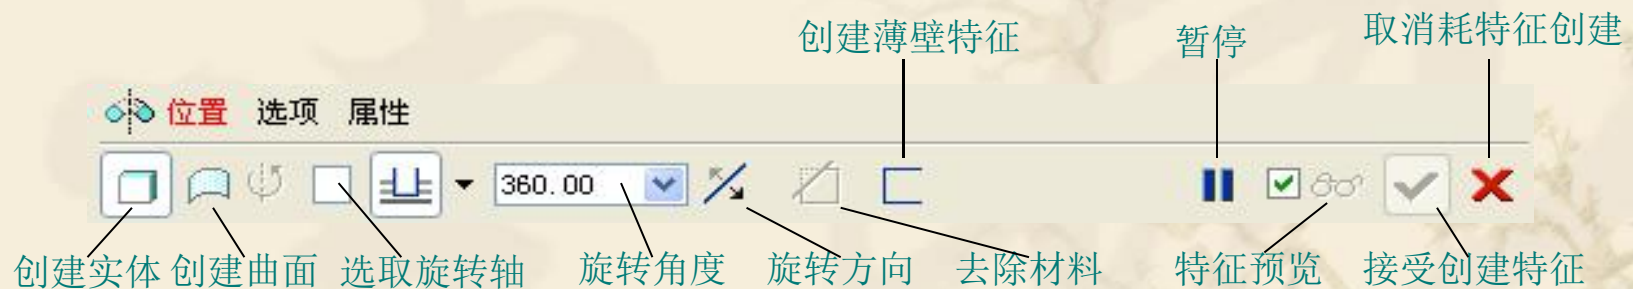 创建薄壁特征 暂停 取消耗特征创建
位置 选项 属性
360.00
创建实体 创建曲面 选取旋转轴 旋转角度 旋转方向 去除材料 特征预览 接受创建特征